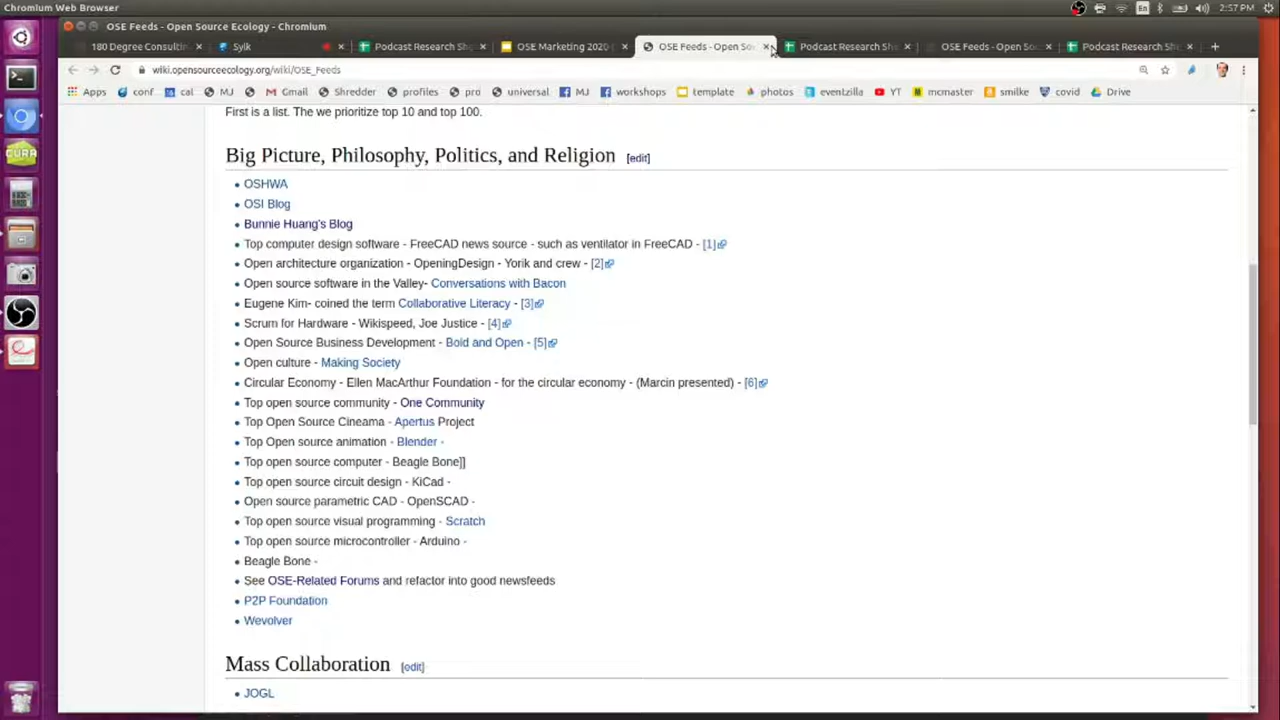 Chromium Web Browser
En
2:57 PM
OSE Feeds - Open Source Ecology - Chromium
180 Degree Consultin
Sylk
Podcast Research Sh
OSE Marketing 2020
OSE Feeds - Open So
Podcast Research Sh
OSE Feeds - Open So
Podcast Research Sh
wiki.opensourceecology.org/wiki/OSE_Feeds
Apps conf cal MJ Gmail Shredder profiles pro universal MJ workshops template photos eventzilla YT mcmaster smilke covid Drive
First is a list. The we prioritize top 10 and top 100.
Big Picture, Philosophy, Politics, and Religion [edit]
OSHWA
OSI Blog
Bunnie Huang's Blog
Top computer design software - FreeCAD news source - such as ventilator in FreeCAD - [1]
Open architecture organization - OpeningDesign - Yorik and crew - [2]
Open source software in the Valley- Conversations with Bacon
Eugene Kim- coined the term Collaborative Literacy - [3]
Scrum for Hardware - Wikispeed, Joe Justice - [4]
Open Source Business Development - Bold and Open - [5]
Open culture - Making Society
Circular Economy - Ellen MacArthur Foundation - for the circular economy - (Marcin presented) - [6]
Top open source community - One Community
Top Open Source Cineama - Apertus Project
Top Open source animation - Blender -
Top open source computer - Beagle Bone]]
Top open source circuit design - KiCad -
Open source parametric CAD - OpenSCAD -
Top open source visual programming - Scratch
Top open source microcontroller - Arduino -
Beagle Bone -
See OSE-Related Forums and refactor into good newsfeeds
P2P Foundation
Wevolver
Mass Collaboration [edit]
JOGL